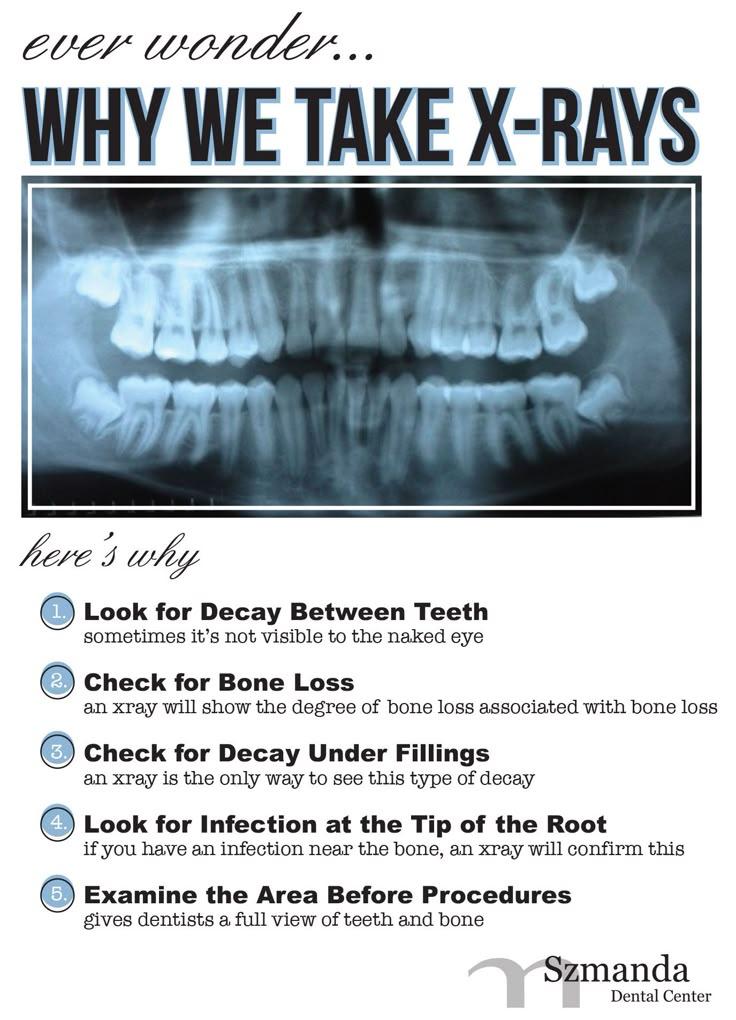 ever wonder...
WHY WE TAKE X-RAYS
here's why
1. Look for Decay Between Teeth
sometimes it's not visible to the naked eye
2. Check for Bone Loss
an xray will show the degree of bone loss associated with bone loss
3. Check for Decay Under Fillings
an xray is the only way to see this type of decay
4. Look for Infection at the Tip of the Root
if you have an infection near the bone, an xray will confirm this
5. Examine the Area Before Procedures
gives dentists a full view of teeth and bone
Szmanda
Dental Center